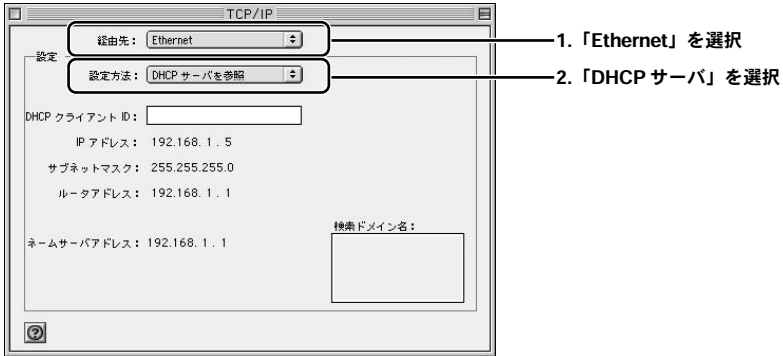 TCP/IP
経由先： Ethernet
1.「Ethernet」を選択
設定
設定方法： DHCP サーバを参照
2.「DHCP サーバ」を選択
DHCP クライアント ID：
IP アドレス： 192.168. 1 . 5
サブネットマスク： 255.255.255.0
ルータアドレス： 192.168. 1 . 1
検索ドメイン名：
ネームサーバアドレス： 192.168. 1 . 1
?